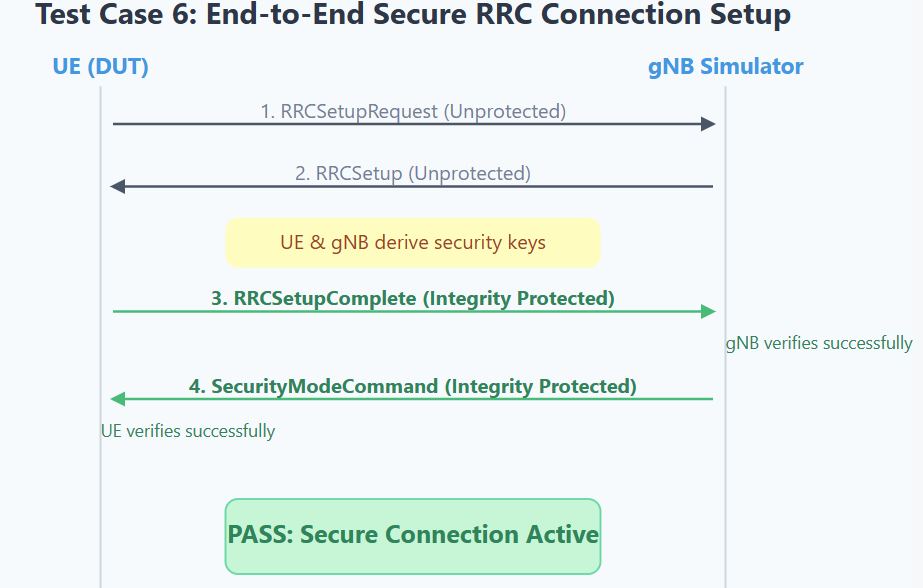 Test Case 6: End-to-End Secure RRC Connection Setup
UE (DUT)
gNB Simulator
1. RRCSetupRequest (Unprotected)
2. RRCSetup (Unprotected)
UE & gNB derive security keys
3. RRCSetupComplete (Integrity Protected)
gNB verifies successfully
4. SecurityModeCommand (Integrity Protected)
UE verifies successfully
PASS: Secure Connection Active